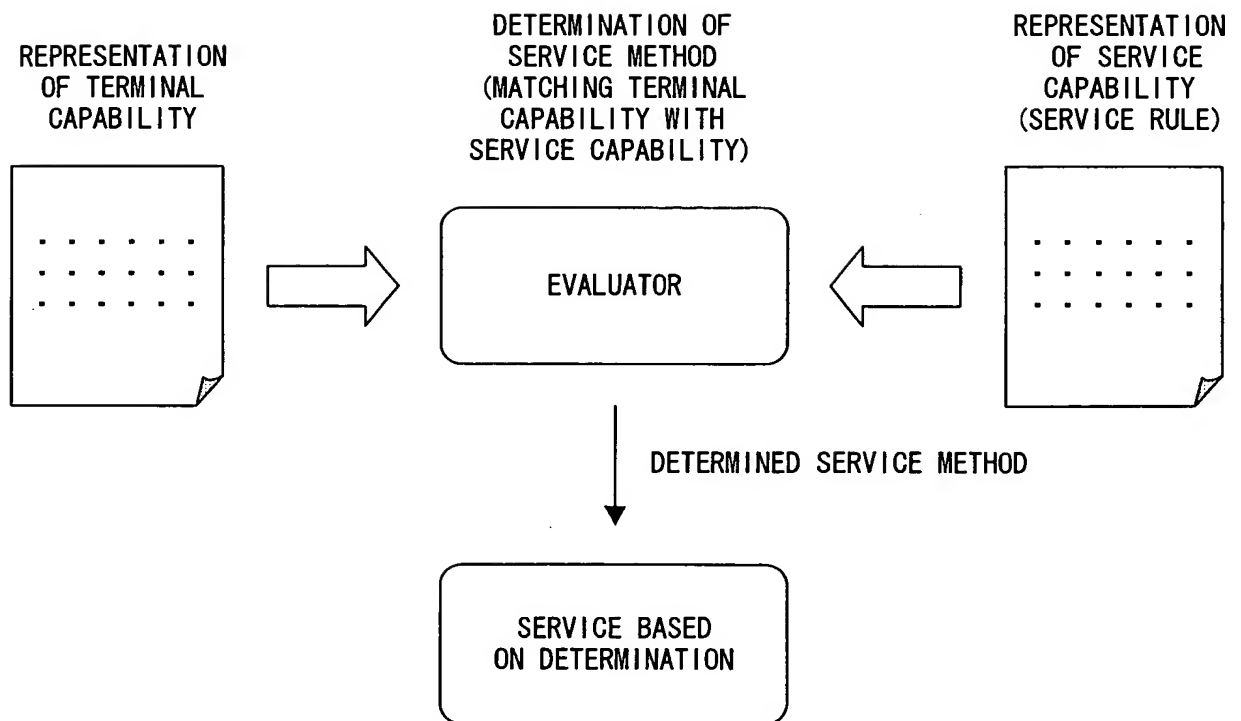 REPRESENTATION
OF TERMINAL
CAPABILITY
DETERMINATION OF
SERVICE METHOD
(MATCHING TERMINAL
CAPABILITY WITH
SERVICE CAPABILITY)
REPRESENTATION
OF SERVICE
CAPABILITY
(SERVICE RULE)
EVALUATOR
DETERMINED SERVICE METHOD
SERVICE BASED
ON DETERMINATION